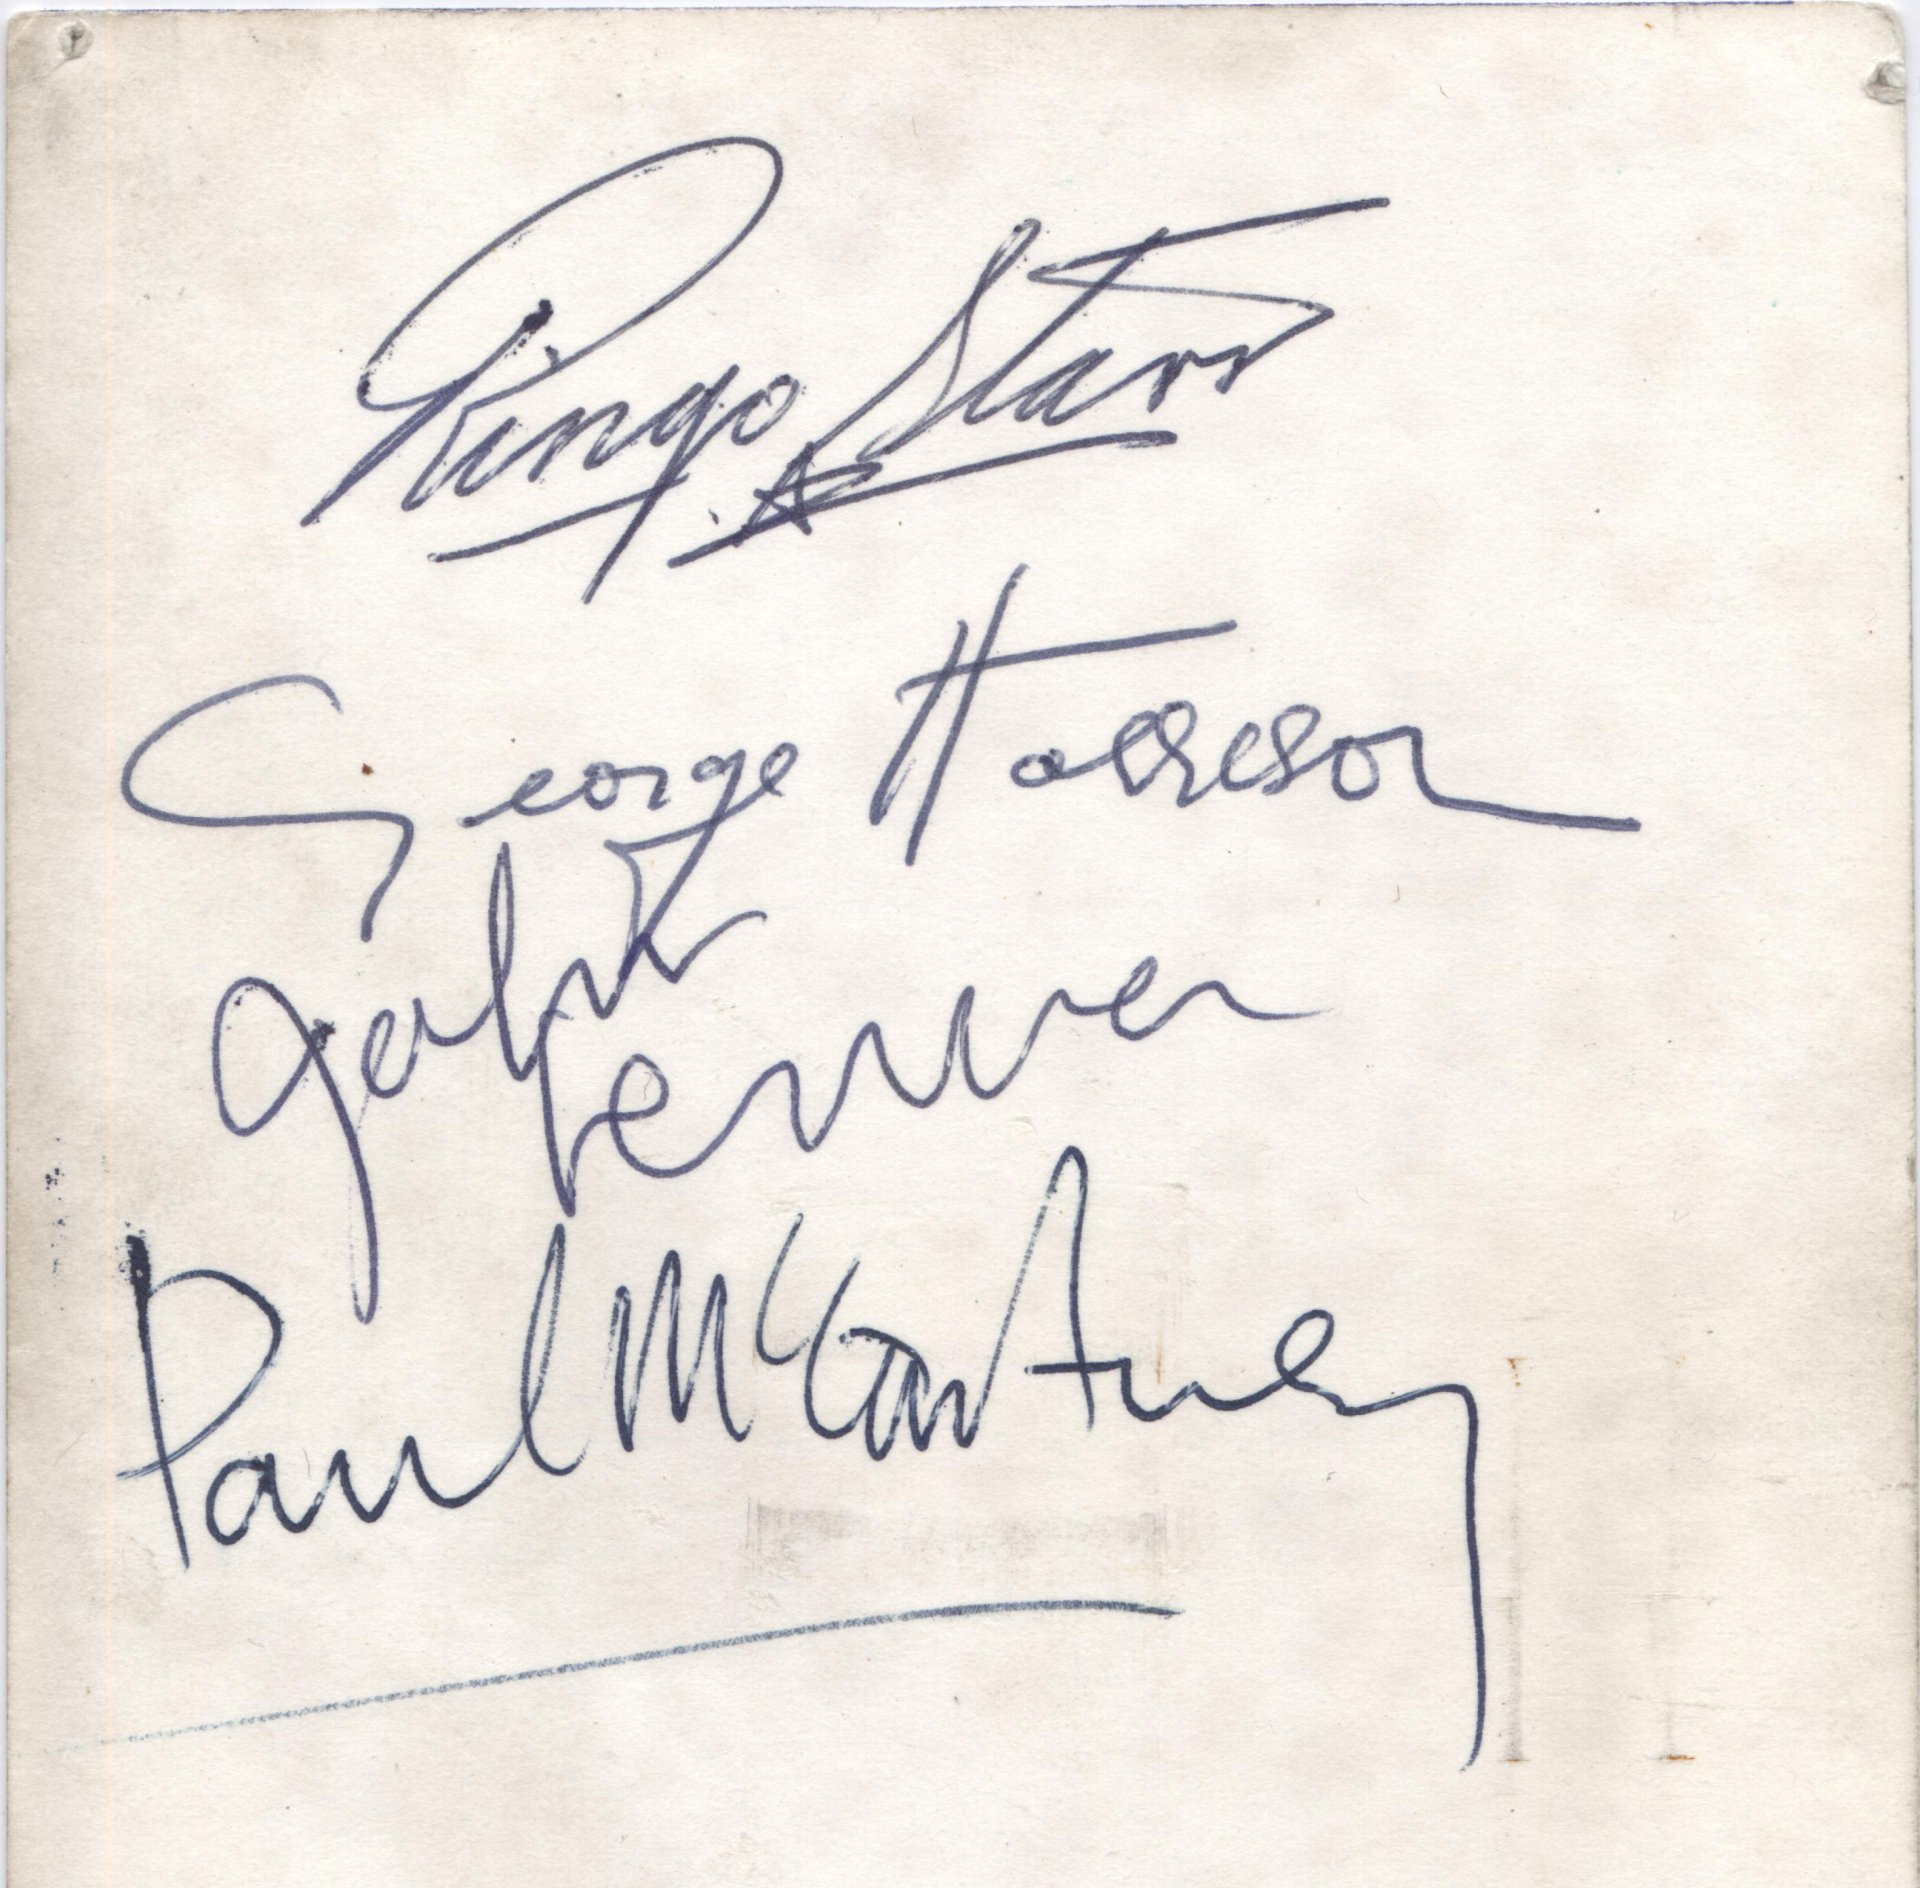 Ringo Starr
George Harrison
John
Lennon
Paul McCartney